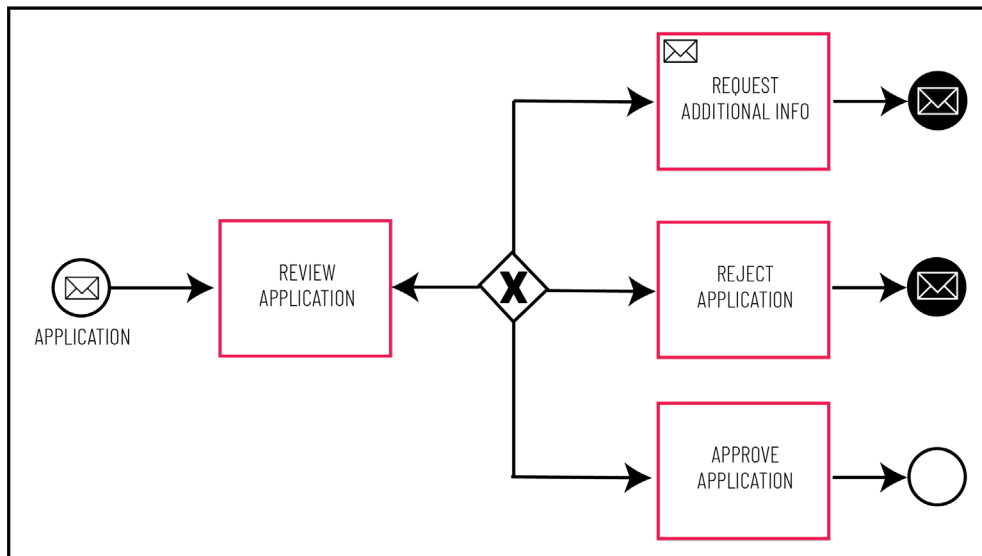 REQUEST
ADDITIONAL INFO
REVIEW
APPLICATION
X
REJECT
APPLICATION
APPLICATION
APPROVE
APPLICATION